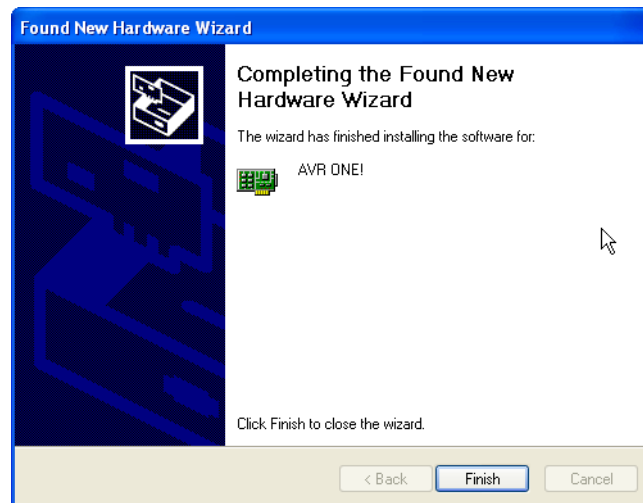 Found New Hardware Wizard
Completing the Found New
Hardware Wizard
The wizard has finished installing the software for:
AVR ONE!
Click Finish to close the wizard.
< Back
Finish
Cancel